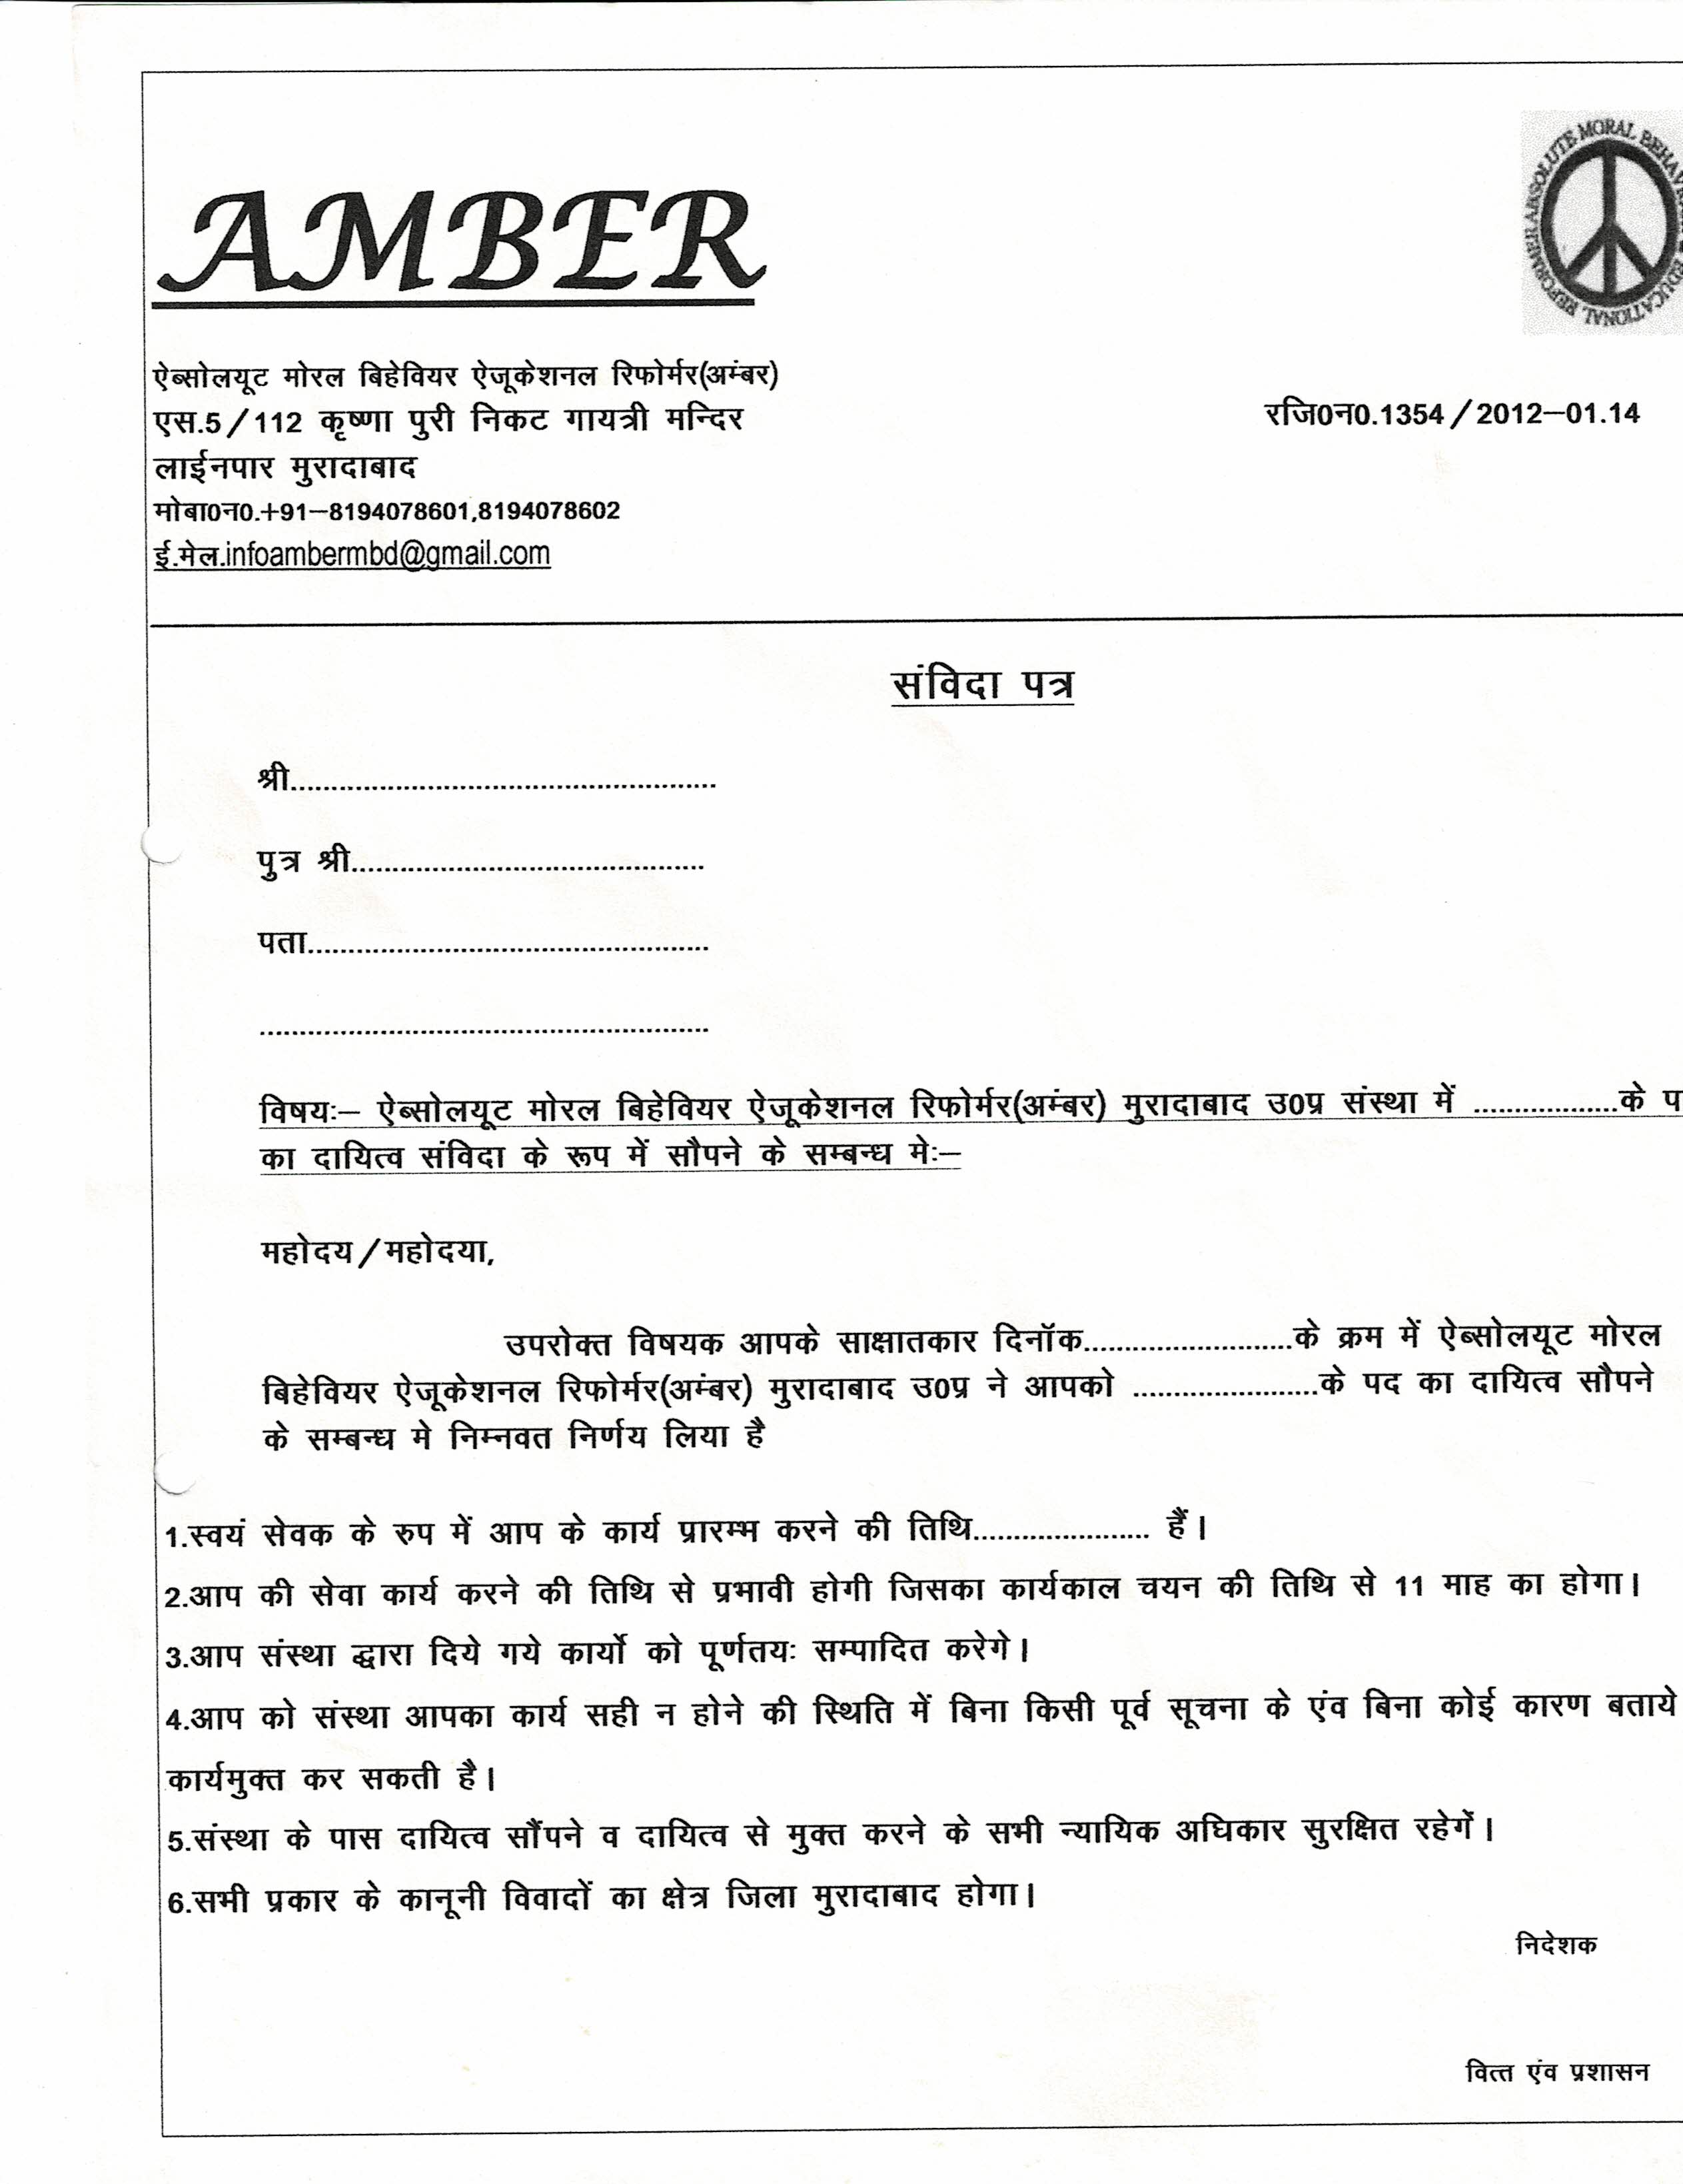 AMBER
ABSOLUTE MORAL EDUCATIONAL REFORMER
ऐब्सोलयूट मोरल बिहेवियर ऐजूकेशनल रिफोर्मर(अम्ंबर)
एस.5/112 कृष्णा पुरी निकट गायत्री मन्दिर
रजि0न0.1354/2012–01.14
लाईनपार मुरादाबाद
मोबा0न0.+91–8194078601,8194078602
ई.मेल.infoambermbd@gmail.com
संविदा पत्र
श्री.....................................................
पुत्र श्री............................................
पता..................................................
........................................................
विषयः– ऐब्सोलयूट मोरल बिहेवियर ऐजूकेशनल रिफोर्मर(अम्ंबर) मुरादाबाद उ0प्र संस्था में ..................के
का दायित्व संविदा के रूप में सौपने के सम्बन्ध मेः–
महोदय/महोदया,
उपरोक्त विषयक आपके साक्षातकार दिनॉक..........................के क्रम में ऐब्सोलयूट मोरल
बिहेवियर ऐजूकेशनल रिफोर्मर(अम्ंबर) मुरादाबाद उ0प्र ने आपको .......................के पद का दायित्व सौपने
के सम्बन्ध मे निम्नवत निर्णय लिया है
1.स्वयं सेवक के रुप में आप के कार्य प्रारम्भ करने की तिथि...................... हैं।
2.आप की सेवा कार्य करने की तिथि से प्रभावी होगी जिसका कार्यकाल चयन की तिथि से 11 माह का होगा।
3.आप संस्था द्वारा दिये गये कार्यो को पूर्णतयः सम्पादित करेगे।
4.आप को संस्था आपका कार्य सही न होने की स्थिति में बिना किसी पूर्व सूचना के एंव बिना कोई कारण बताये
कार्यमुक्त कर सकती है।
5.संस्था के पास दायित्व सौंपने व दायित्व से मुक्त करने के सभी न्यायिक अधिकार सुरक्षित रहेगें।
6.सभी प्रकार के कानूनी विवादों का क्षेत्र जिला मुरादाबाद होगा।
निदेशक
वित्त एंव प्रशासन